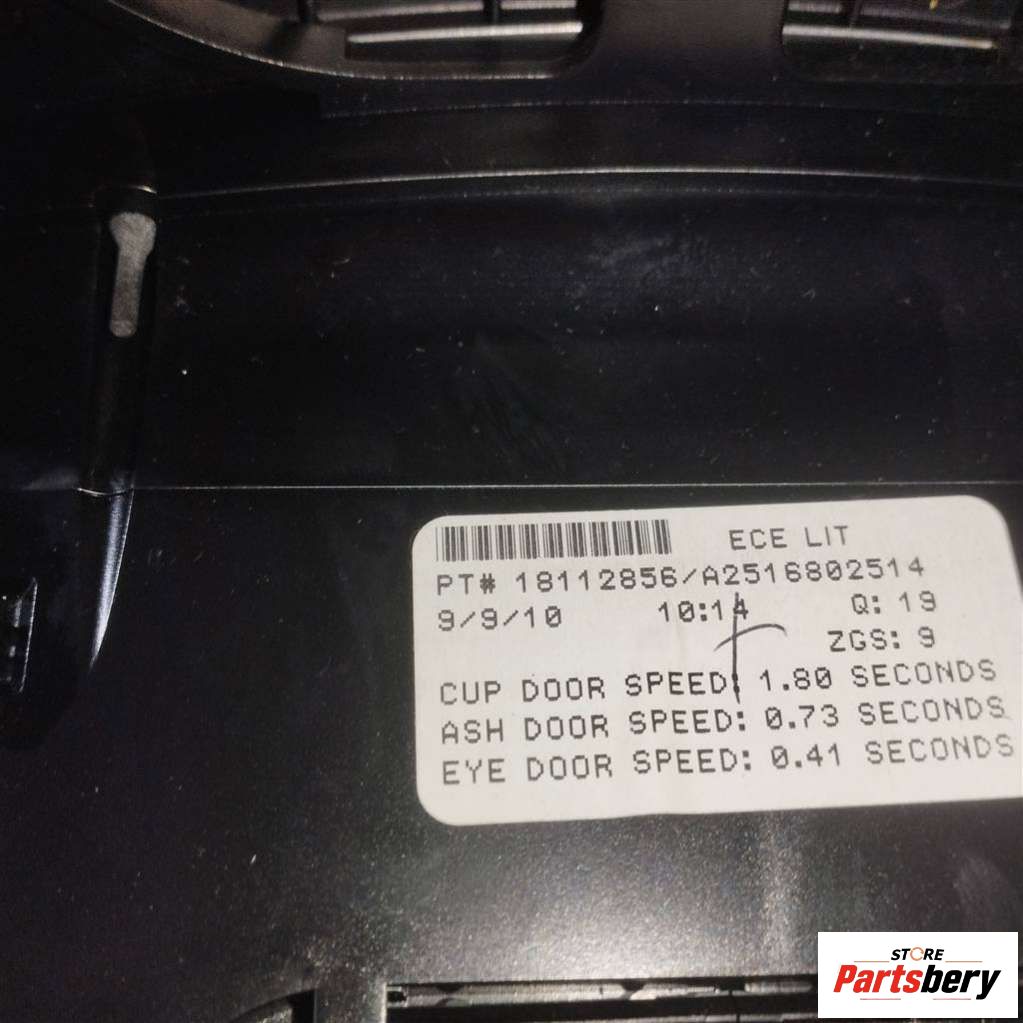 ECE LIT
PT# 18112856/A2516802514
9/9/10 10:14 Q: 19
ZGS: 9
CUP DOOR SPEED: 1.80 SECONDS
ASH DOOR SPEED: 0.73 SECONDS
EYE DOOR SPEED: 0.41 SECONDS
STORE
Partsbery